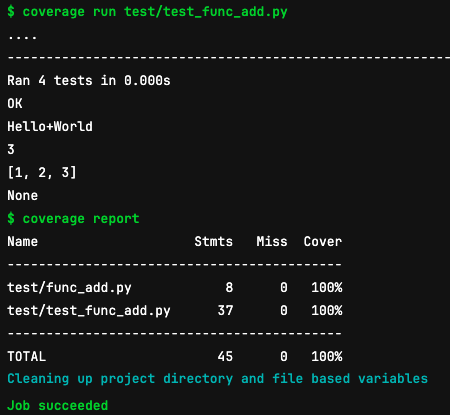 $ coverage run test/test_func_add.py
....
----------------------------------------------------------
Ran 4 tests in 0.000s
OK
Hello+World
3
[1, 2, 3]
None
$ coverage report
Name                    Stmts   Miss  Cover
-------------------------------------------
test/func_add.py            8      0   100%
test/test_func_add.py      37      0   100%
-------------------------------------------
TOTAL                      45      0   100%
Cleaning up project directory and file based variables
Job succeeded